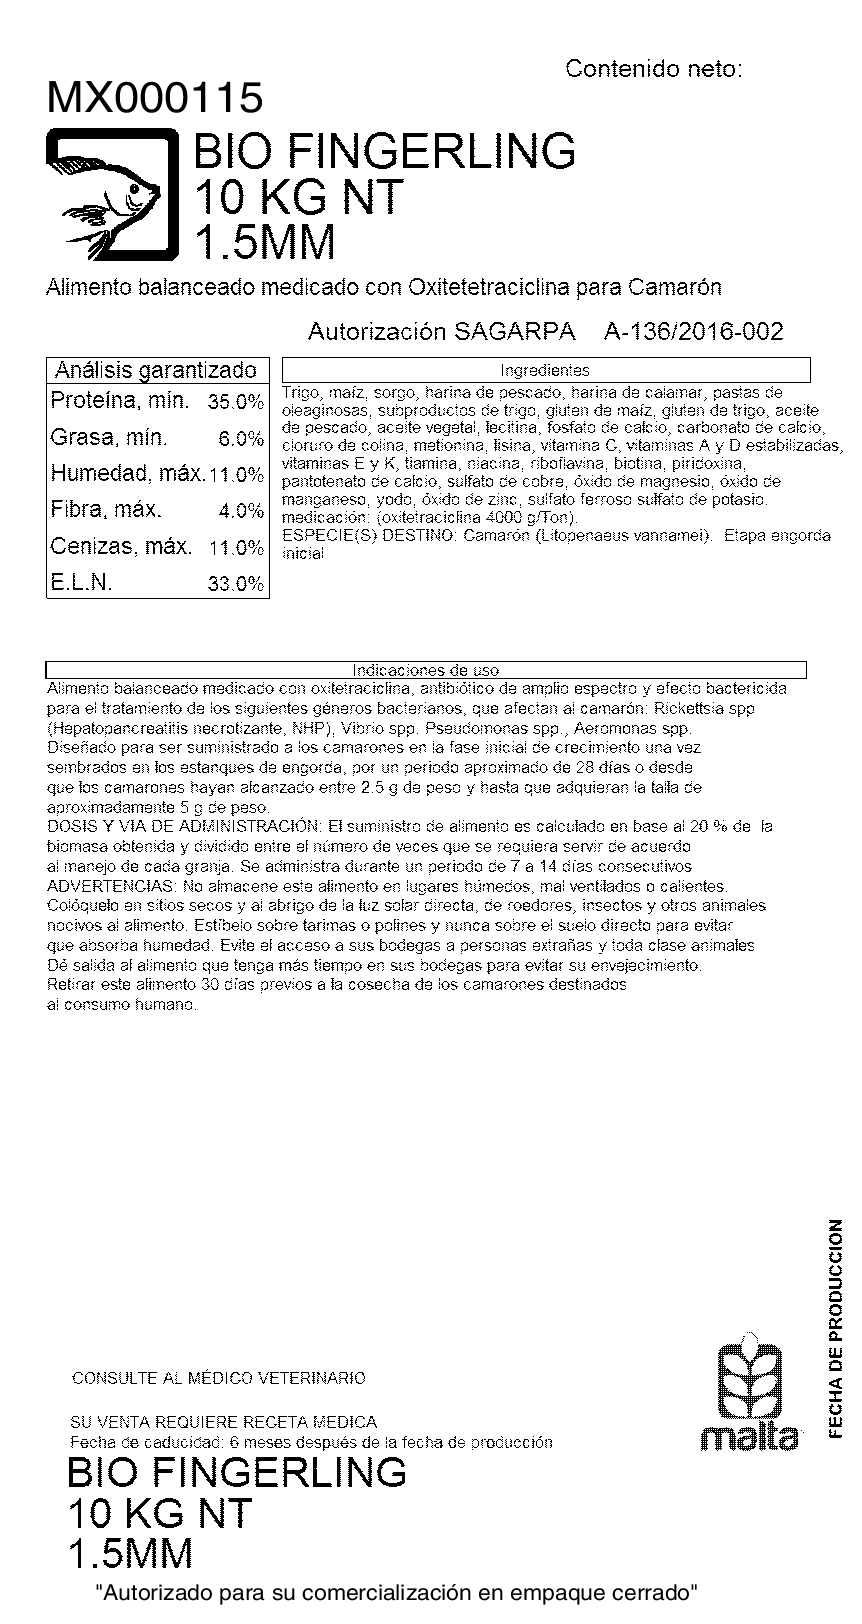 Contenido neto:
MX000115
BIO FINGERLING
10 KG NT
1.5MM
Alimento balanceado medicado con Oxitetetraciclina para Camarón
Autorización SAGARPA A-136/2016-002
Análisis garantizado
Proteína, mín. 35.0%
Grasa, mín. 6.0%
Humedad, máx. 11.0%
Fibra, máx. 4.0%
Cenizas, máx. 11.0%
E.L.N. 33.0%
Ingredientes
Trigo, maíz, sorgo, harina de pescado, harina de calamar, pastas de
oleaginosas, subproductos de trigo, gluten de maíz, gluten de trigo, aceite
de pescado, aceite vegetal, lecitina, fosfato de calcio, carbonato de calcio,
cloruro de colina, metionina, lisina, vitamina C, vitaminas A y D estabilizadas,
vitaminas E y K, tiamina, niacina, riboflavina, biotina, piridoxina,
pantotenato de calcio, sulfato de cobre, óxido de magnesio, óxido de
manganeso, yodo, óxido de zinc, sulfato ferroso sulfato de potasio.
medicación: (oxitetraciclina 4000 g/Ton).
ESPECIE(S) DESTINO: Camarón (Litopenaeus vannamei). Etapa engorda
inicial
Indicaciones de uso
Alimento balanceado medicado con oxitetraciclina, antibiótico de amplio espectro y efecto bactericida
para el tratamiento de los siguientes géneros bacterianos, que afectan al camarón: Rickettsia spp
(Hepatopancreatitis necrotizante, NHP), Vibrio spp. Pseudomonas spp., Aeromonas spp.
Diseñado para ser suministrado a los camarones en la fase inicial de crecimiento una vez
sembrados en los estanques de engorda, por un periodo aproximado de 28 días o desde
que los camarones hayan alcanzado entre 2.5 g de peso y hasta que adquieran la talla de
aproximadamente 5 g de peso.
DOSIS Y VIA DE ADMINISTRACIÓN: El suministro de alimento es calculado en base al 20 % de la
biomasa obtenida y dividido entre el número de veces que se requiera servir de acuerdo
al manejo de cada granja. Se administra durante un periodo de 7 a 14 días consecutivos
ADVERTENCIAS: No almacene este alimento en lugares húmedos, mal ventilados o calientes.
Colóquelo en sitios secos y al abrigo de la luz solar directa, de roedores, insectos y otros animales
nocivos al alimento. Estíbelo sobre tarimas o polines y nunca sobre el suelo directo para evitar
que absorba humedad. Evite el acceso a sus bodegas a personas extrañas y toda clase animales
Dé salida al alimento que tenga más tiempo en sus bodegas para evitar su envejecimiento.
Retirar este alimento 30 días previos a la cosecha de los camarones destinados
al consumo humano.
FECHA DE PRODUCCION
CONSULTE AL MÉDICO VETERINARIO
malta
SU VENTA REQUIERE RECETA MEDICA
Fecha de caducidad: 6 meses después de la fecha de producción
BIO FINGERLING
10 KG NT
1.5MM
"Autorizado para su comercialización en empaque cerrado"